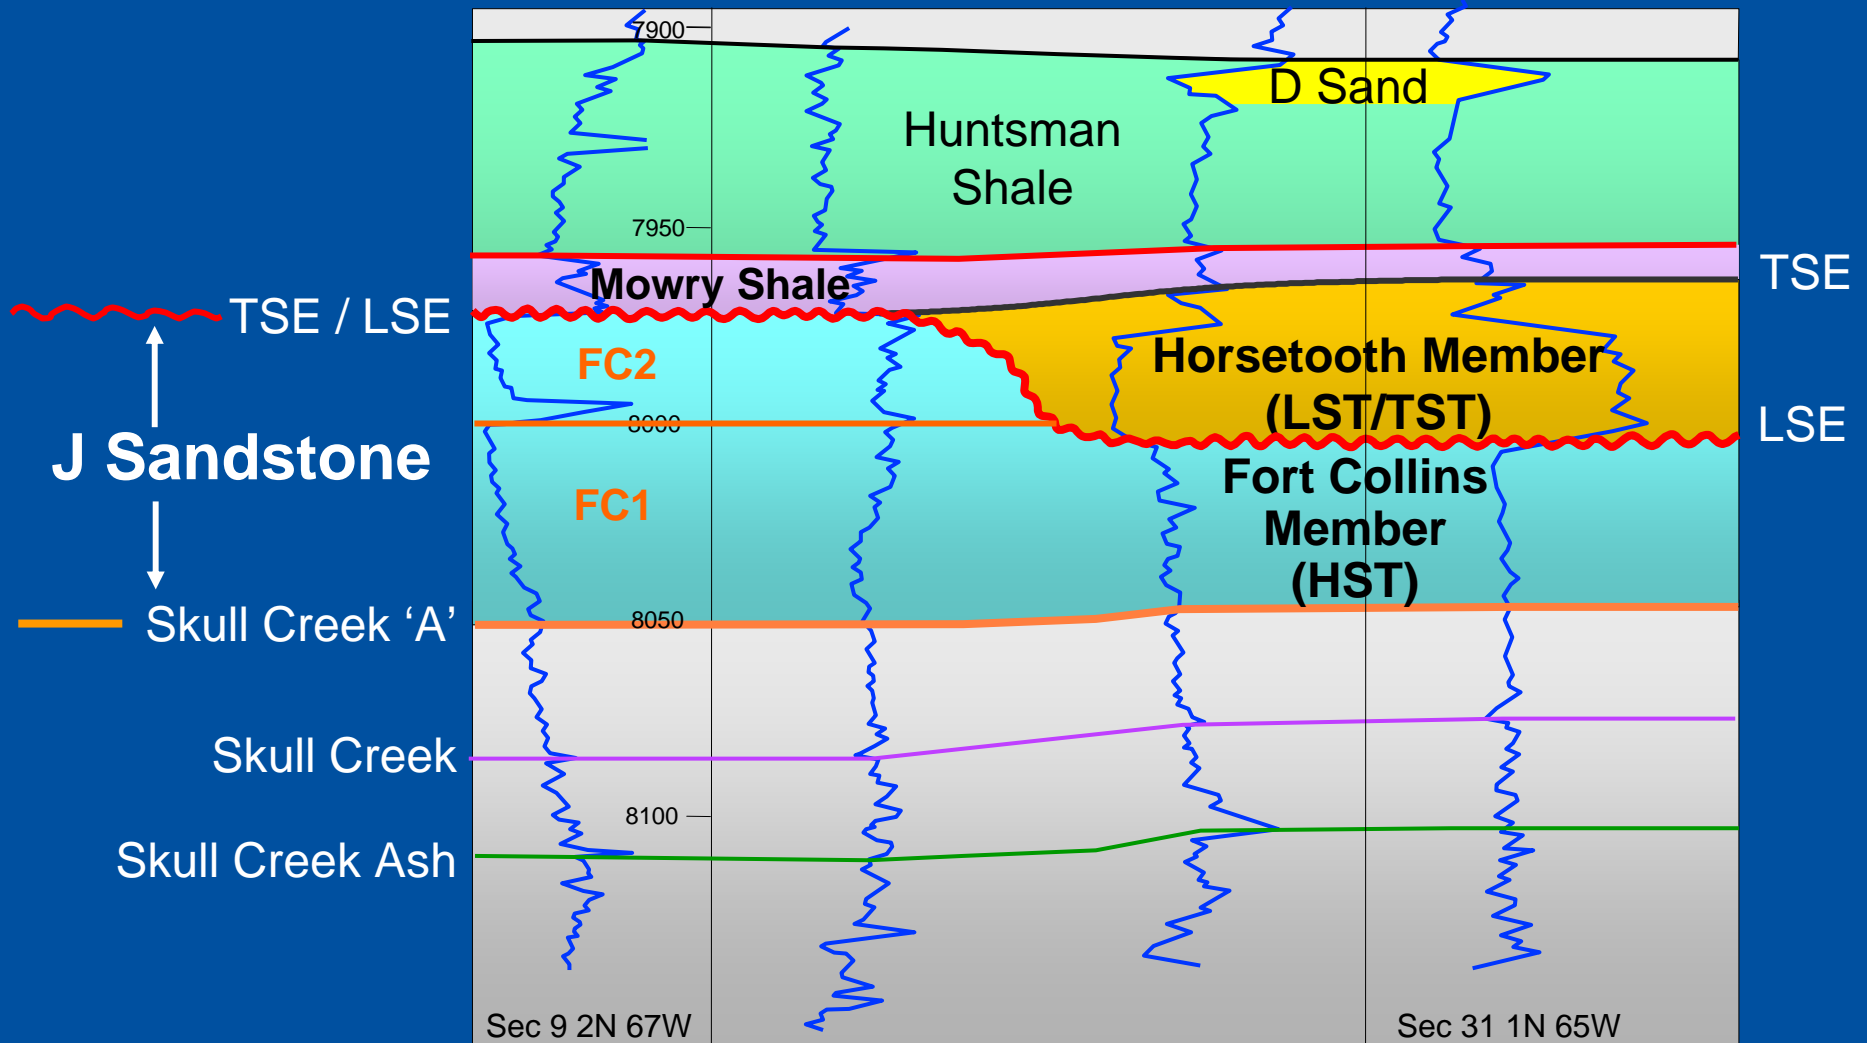 7900
D Sand
Huntsman
Shale
7950
Mowry Shale
TSE
TSE / LSE
FC2
Horsetooth Member
(LST/TST)
8000
LSE
J Sandstone
Fort Collins
Member
(HST)
FC1
8050
Skull Creek ‘A’
Skull Creek
8100
Skull Creek Ash
Sec 9 2N 67W
Sec 31 1N 65W